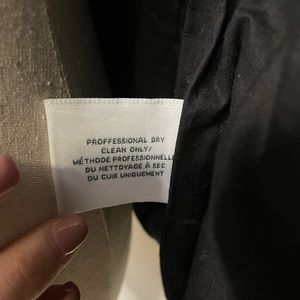 PROFFESSIONAL DRY
CLEAN ONLY/
MÉTHODE PROFESSIONNELLE
DU NETTOYAGE À SEC
DU CUIR UNIQUEMENT